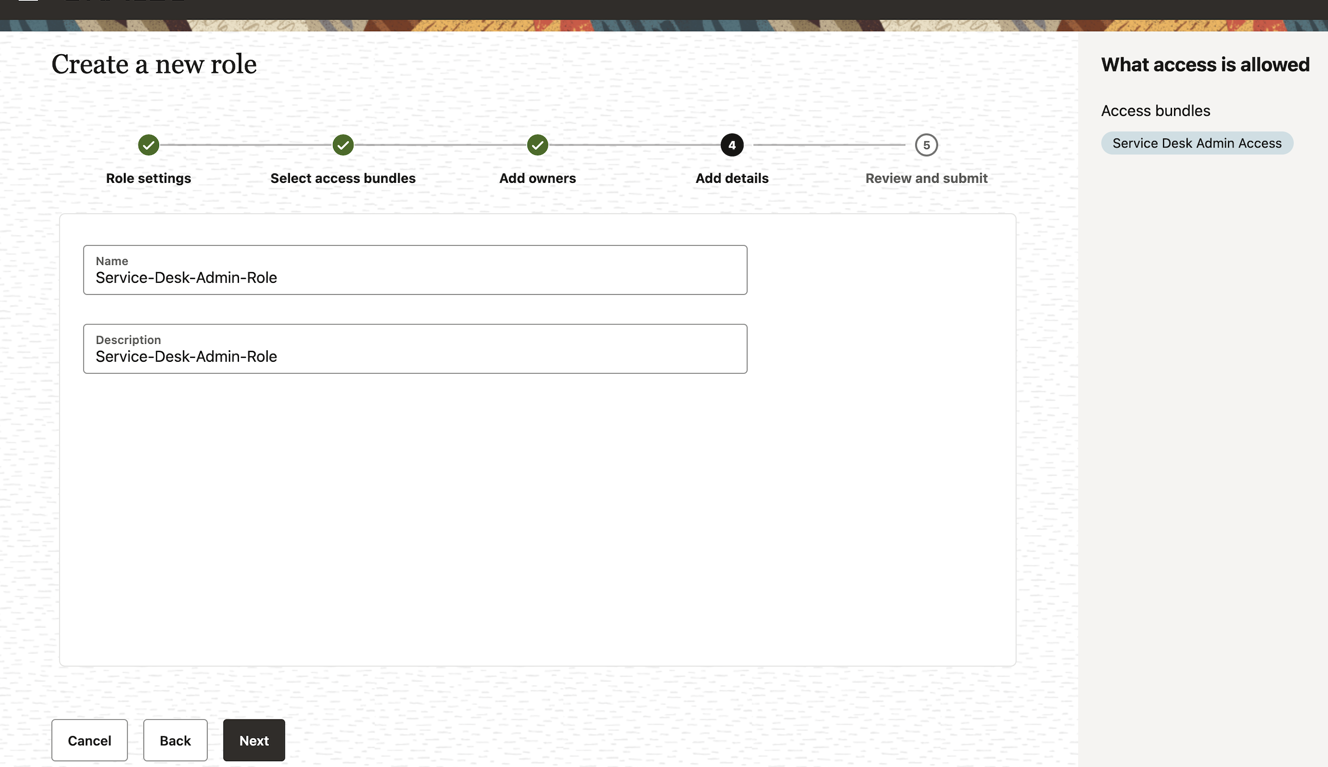 Create a new role
What access is allowed
Access bundles
Service Desk Admin Access
4
5
Role settings
Select access bundles
Add owners
Add details
Review and submit
Name
Service-Desk-Admin-Role
Description
Service-Desk-Admin-Role
Cancel
Back
Next